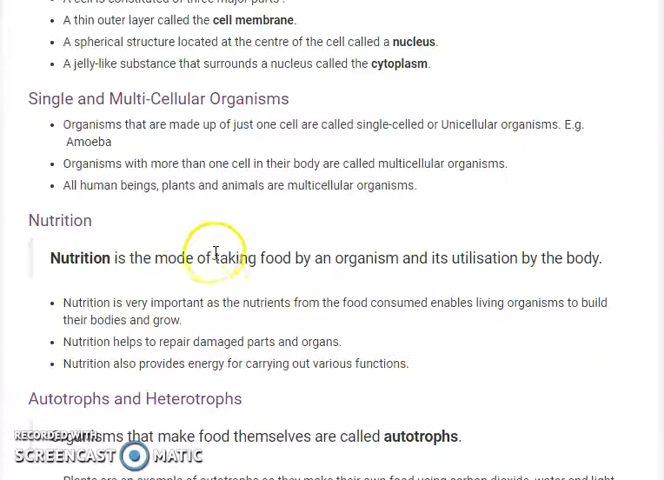 A thin outer layer called the cell membrane.
A spherical structure located at the centre of the cell called a nucleus.
A jelly-like substance that surrounds a nucleus called the cytoplasm.
Single and Multi-Cellular Organisms
Organisms that are made up of just one cell are called single-celled or Unicellular organisms. E.g.
Amoeba
Organisms with more than one cell in their body are called multicellular organisms.
All human beings, plants and animals are multicellular organisms.
Nutrition
Nutrition is the mode of taking food by an organism and its utilisation by the body.
Nutrition is very important as the nutrients from the food consumed enables living organisms to build
their bodies and grow.
Nutrition helps to repair damaged parts and organs.
Nutrition also provides energy for carrying out various functions.
Autotrophs and Heterotrophs
Organisms that make food themselves are called autotrophs.
RECORDED WITH
SCREENCAST MATIC